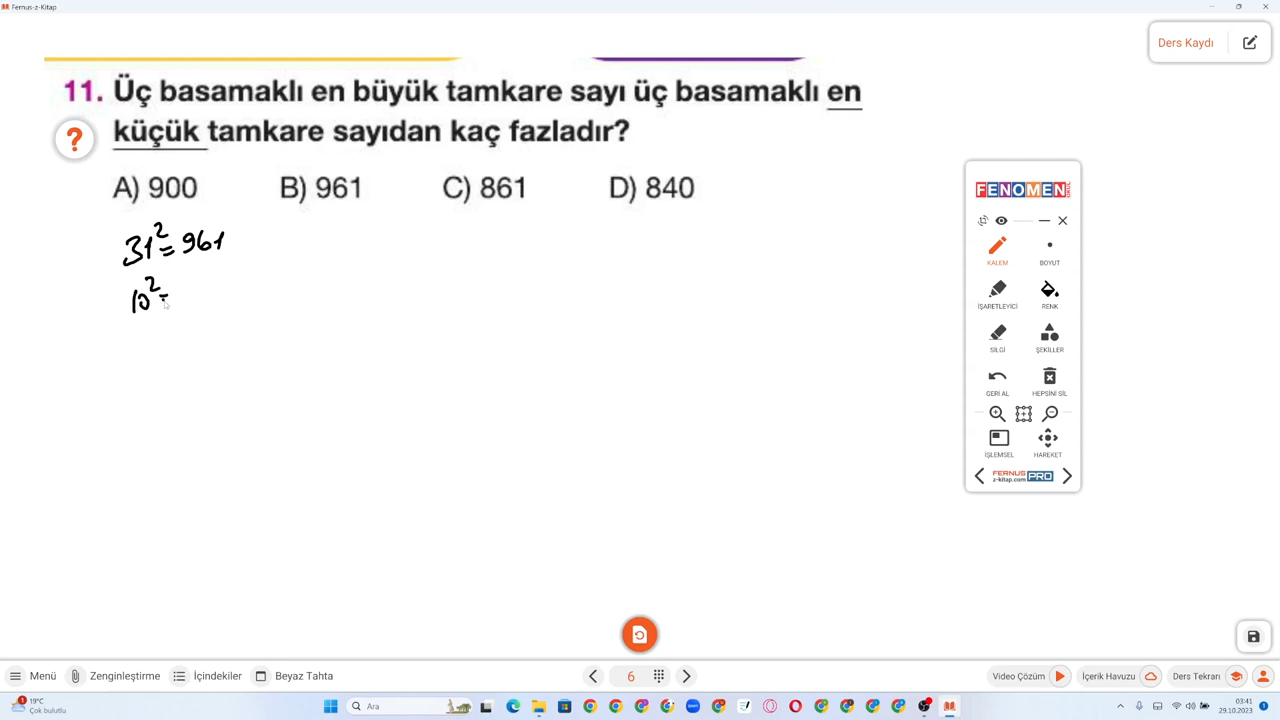 Fernus-z-Kitap
Ders Kaydı
11. Üç basamaklı en büyük tamkare sayı üç basamaklı en
küçük tamkare sayıdan kaç fazladır?
?
A) 900 B) 961 C) 861 D) 840
31² = 961
10² =
FENOMEN
KALEM BOYUT
İŞARETLEYİCİ RENK
SİLGİ ŞEKİLLER
GERİ AL HEPSİNİ SİL
İŞLEMSEL HAREKET
FERNUS
z-kitap.com PRO
Menü Zenginleştirme İçindekiler Beyaz Tahta 6 Video Çözüm İçerik Havuzu Ders Tekrarı
1 19°C
Çok bulutlu
Ara
03:41
29.10.2023